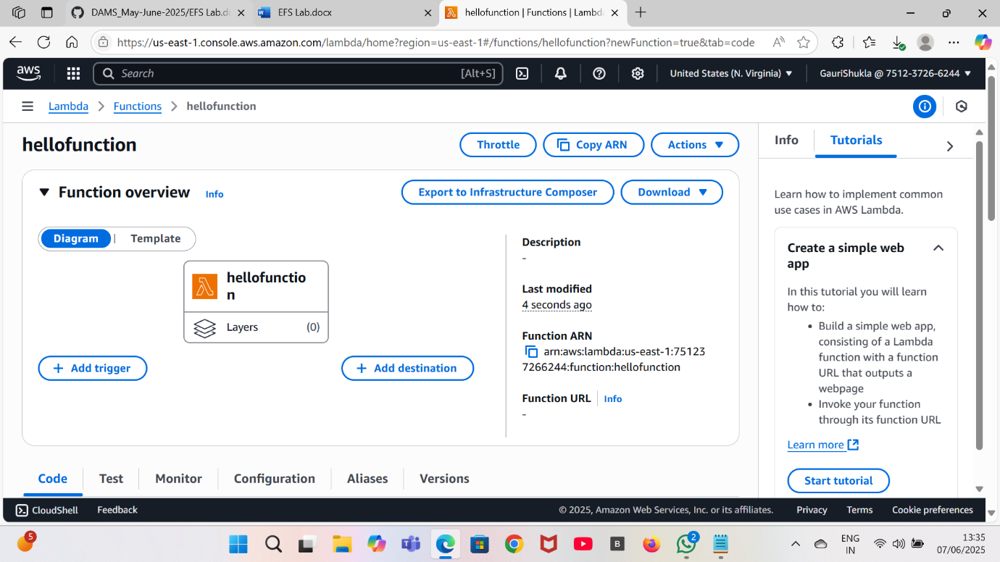 DAMS_May-June-2025/EFS Lab.d
EFS Lab.docx
hellofunction | Functions | Lambd
https://us-east-1.console.aws.amazon.com/lambda/home?region=us-east-1#/functions/hellofunction?newFunction=true&tab=code
aws
Search
[Alt+S]
United States (N. Virginia)
GauriShukla @ 7512-3726-6244
Lambda
Functions
hellofunction
hellofunction
Throttle
Copy ARN
Actions
Function overview
Info
Export to Infrastructure Composer
Download
Diagram
Template
hellofunctio
n
Layers
(0)
Add trigger
Add destination
Description
-
Last modified
4 seconds ago
Function ARN
arn:aws:lambda:us-east-1:75123
7266244:function:hellofunction
Function URL
Info
-
Info
Tutorials
Learn how to implement common
use cases in AWS Lambda.
Create a simple web
app
In this tutorial you will learn
how to:
• Build a simple web app,
consisting of a Lambda
function with a function
URL that outputs a
webpage
• Invoke your function
through its function URL
Learn more
Start tutorial
Code
Test
Monitor
Configuration
Aliases
Versions
CloudShell
Feedback
© 2025, Amazon Web Services, Inc. or its affiliates.
Privacy
Terms
Cookie preferences
5
B
2
ENG
IN
13:35
07/06/2025